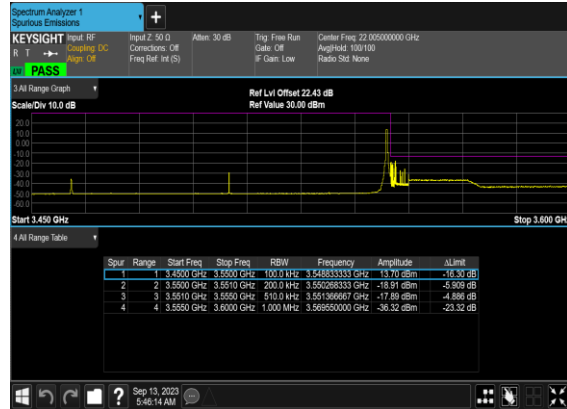 Spectrum Analyzer 1
Spurious Emissions
KEYSIGHT Input: RF Input Z: 50 Ω Atten: 30 dB Trig: Free Run Center Freq: 22.005000000 GHz
R T Coupling: DC Corrections: Off Gate: Off Avg|Hold: 100/100
Align: Off Freq Ref: Int (S) IF Gain: Low Radio Std: None
PASS
3 All Range Graph
Ref Lvl Offset 22.43 dB
Scale/Div 10.0 dB Ref Value 30.00 dBm
20.0
10.0
0.00
-10.0
-20.0
-30.0
-40.0
-50.0
-60.0
Start 3.450 GHz Stop 3.600 GH
4 All Range Table
Spur Range Start Freq Stop Freq RBW Frequency Amplitude ΔLimit
1 1 3.4500 GHz 3.5500 GHz 100.0 kHz 3.548833333 GHz 13.70 dBm -16.30 dB
2 2 3.5500 GHz 3.5510 GHz 200.0 kHz 3.550268333 GHz -18.91 dBm -5.909 dB
3 3 3.5510 GHz 3.5550 GHz 510.0 kHz 3.551366667 GHz -17.89 dBm -4.886 dB
4 4 3.5550 GHz 3.6000 GHz 1.000 MHz 3.569550000 GHz -36.32 dBm -23.32 dB
? Sep 13, 2023
5:46:14 AM